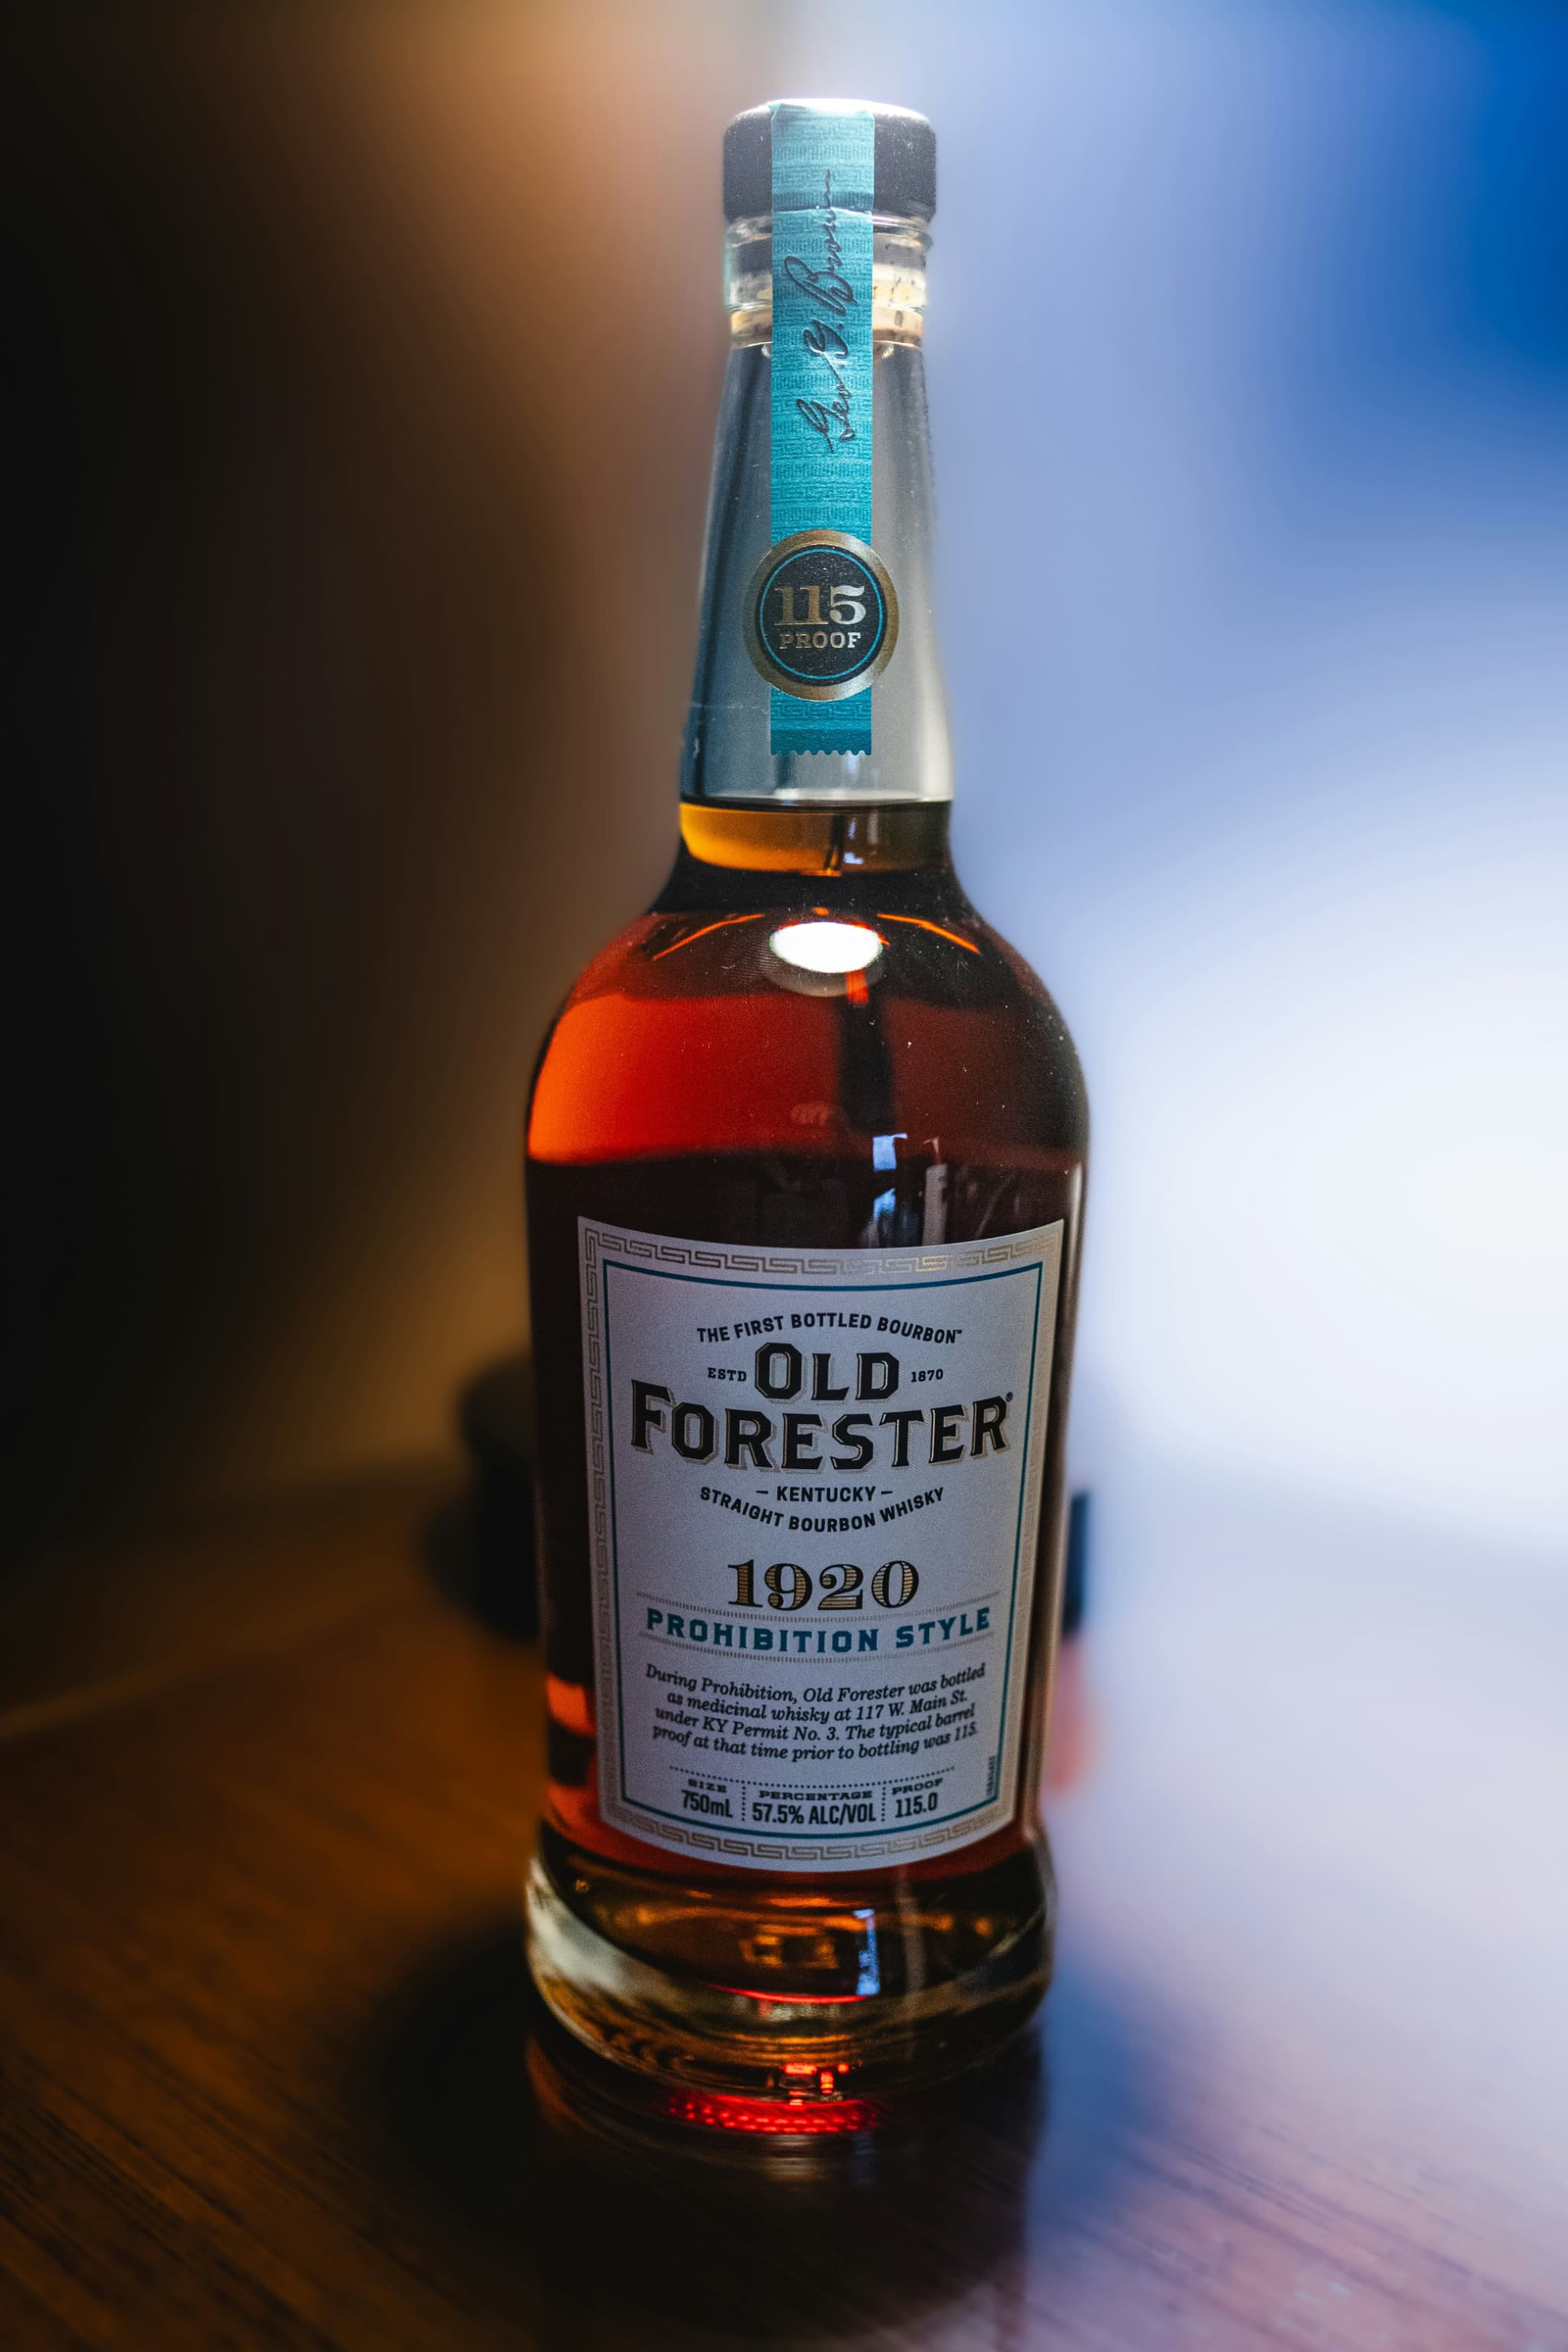 Geo. G. Brown
115
PROOF
THE FIRST BOTTLED BOURBON™
ESTD OLD 1870
FORESTER®
– KENTUCKY –
STRAIGHT BOURBON WHISKY
1920
PROHIBITION STYLE
During Prohibition, Old Forester was bottled
as medicinal whisky at 117 W. Main St.
under KY Permit No. 3. The typical barrel
proof at that time prior to bottling was 115.
SIZE PERCENTAGE PROOF
750mL 57.5% ALC/VOL 115.0